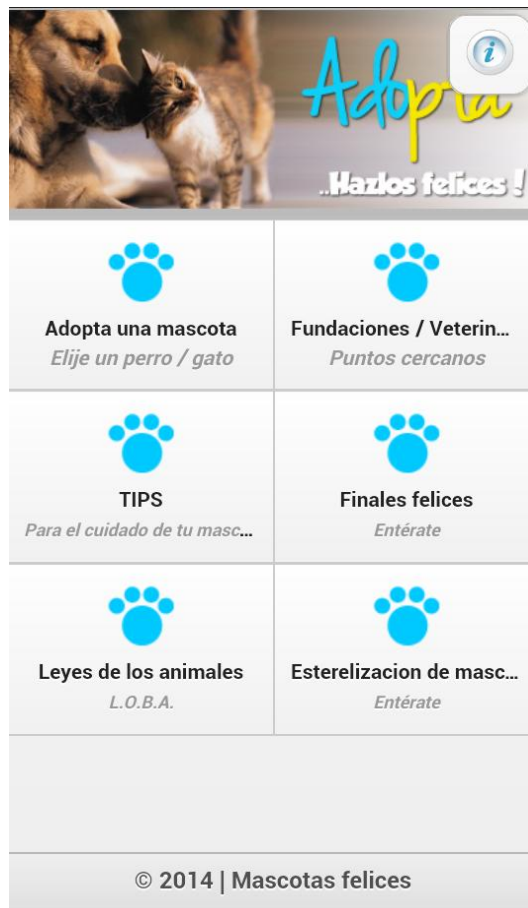 Adopta
i
..Hazlos felices!
Adopta una mascota
Elije un perro / gato
Fundaciones / Veterin...
Puntos cercanos
TIPS
Para el cuidado de tu masc...
Finales felices
Entérate
Leyes de los animales
L.O.B.A.
Esterelizacion de masc...
Entérate
© 2014 | Mascotas felices